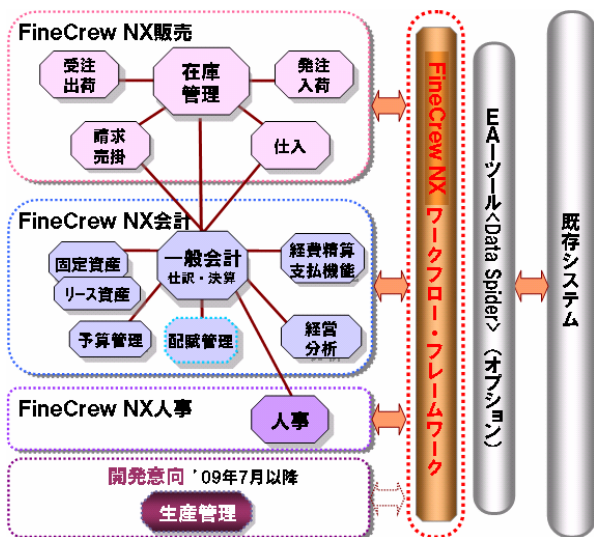 FineCrew NX販売
受注
出荷
在庫
管理
発注
入荷
請求
売掛
仕入
FineCrew NX会計
固定資産
リース資産
一般会計
仕訳・決算
経費精算
支払機能
予算管理
配賦管理
経営
分析
FineCrew NX人事
人事
開発意向 '09年7月以降
生産管理
FineCrew NX ワークフロー・フレームワーク
EAIーツール<Data Spider> (オプション)
既存システム